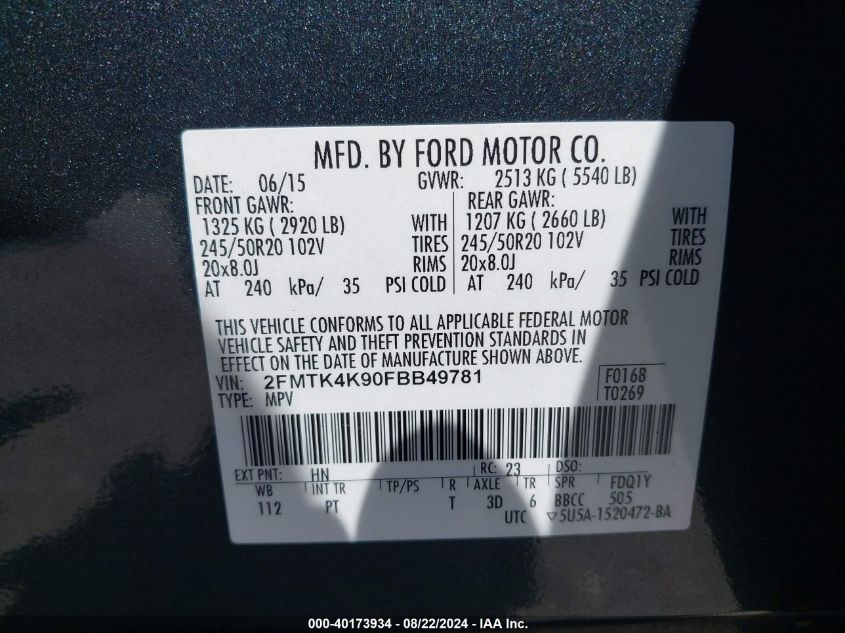 MFD. BY FORD MOTOR CO.
DATE: 06/15 GVWR: 2513 KG ( 5540 LB)
FRONT GAWR: REAR GAWR:
1325 KG ( 2920 LB) WITH 1207 KG ( 2660 LB) WITH
245/50R20 102V TIRES 245/50R20 102V TIRES
20x8.0J RIMS 20x8.0J RIMS
AT 240 kPa/ 35 PSI COLD AT 240 kPa/ 35 PSI COLD
THIS VEHICLE CONFORMS TO ALL APPLICABLE FEDERAL MOTOR
VEHICLE SAFETY AND THEFT PREVENTION STANDARDS IN
EFFECT ON THE DATE OF MANUFACTURE SHOWN ABOVE.
VIN: 2FMTK4K90FBB49781 F0168
TYPE: MPV T0269
EXT PNT: HN RC: 23 DSO:
WB INT TR TP/PS R AXLE TR SPR FDQ1Y
112 PT T 3D 6 BBCC 505
UTC ▽5U5A-1520472-BA
000-40173934 - 08/22/2024 - IAA Inc.